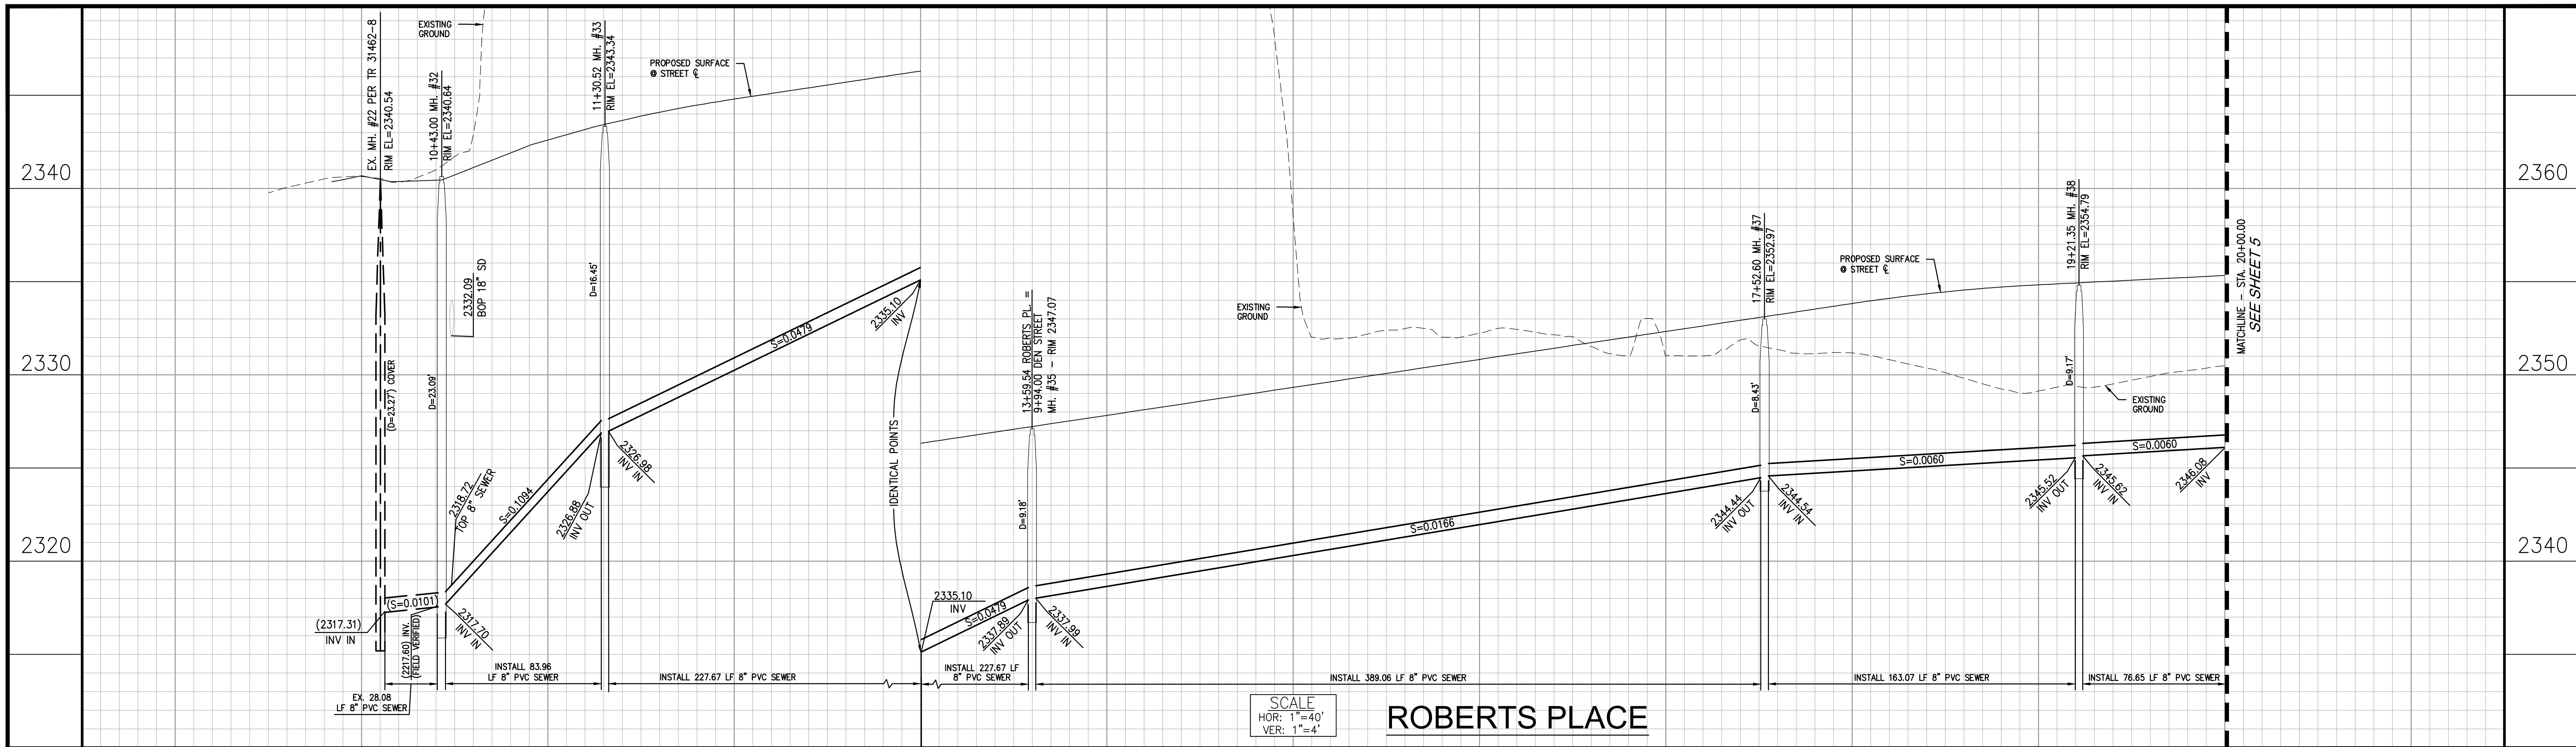 2340
2330
2320
EX. MH. #22 PER TR 31462-8
RIM EL=2340.54
10+43.00 MH. #32
RIM EL=2340.64
EXISTING
GROUND
11+30.52 MH. #33
RIM EL=2343.34
PROPOSED SURFACE
@ STREET ℄
2332.09
BOP 18" SD
(D=23.27') COVER
D=23.09'
D=16.45'
2318.72
TOP 8" SEWER
S=0.1094
S=0.0479
2335.10
INV
2326.98
INV IN
2326.88
INV OUT
(S=0.0101)
(2317.31)
INV IN
(2217.60) INV.
(FIELD VERIFIED)
2317.70
INV IN
EX. 28.08
LF 8" PVC SEWER
INSTALL 83.96
LF 8" PVC SEWER
INSTALL 227.67 LF 8" PVC SEWER
IDENTICAL POINTS
2335.10
INV
S=0.0479
2337.89
INV OUT
2337.99
INV IN
INSTALL 227.67 LF
8" PVC SEWER
13+59.54 ROBERTS PL. =
9+94.00 DEN STREET
MH. #35 - RIM 2347.07
D=9.18'
EXISTING
GROUND
S=0.0166
INSTALL 389.06 LF 8" PVC SEWER
17+52.60 MH. #37
RIM EL=2352.97
D=8.43'
2344.44
INV OUT
2344.54
INV IN
PROPOSED SURFACE
@ STREET ℄
S=0.0060
INSTALL 163.07 LF 8" PVC SEWER
19+21.35 MH. #38
RIM EL=2354.79
D=9.17'
2345.52
INV OUT
2345.62
INV IN
EXISTING
GROUND
S=0.0060
2346.08
INV
INSTALL 76.65 LF 8" PVC SEWER
MATCHLINE - STA. 20+00.00
SEE SHEET 5
2360
2350
2340
SCALE
HOR: 1"=40'
VER: 1"=4'
ROBERTS PLACE